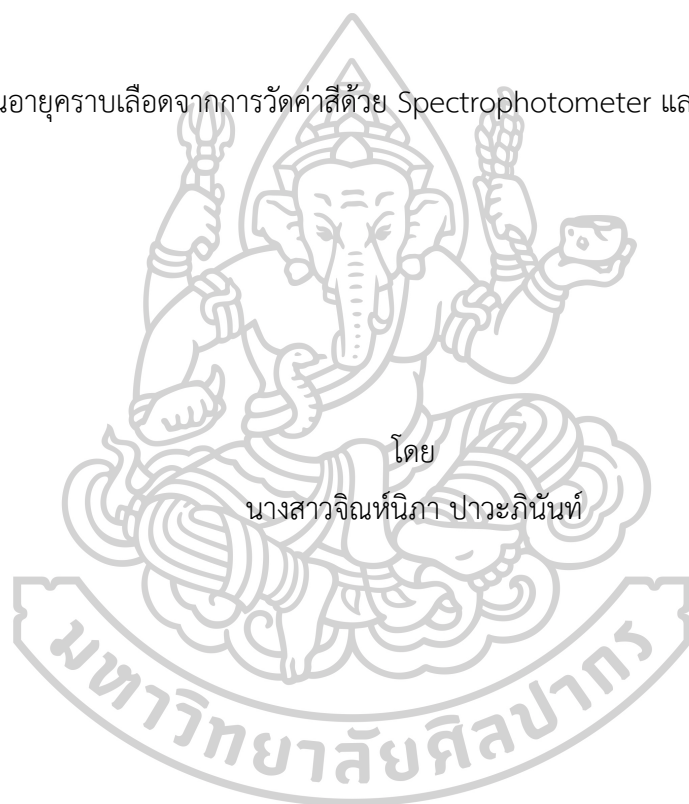 นอายุคราบเลือดจากการวัดค่าสีด้วย Spectrophotometer แล
โดย
นางสาวจิณห์นิภา ปาวะภินันท์
มหาวิทยาลัยศิลปากร